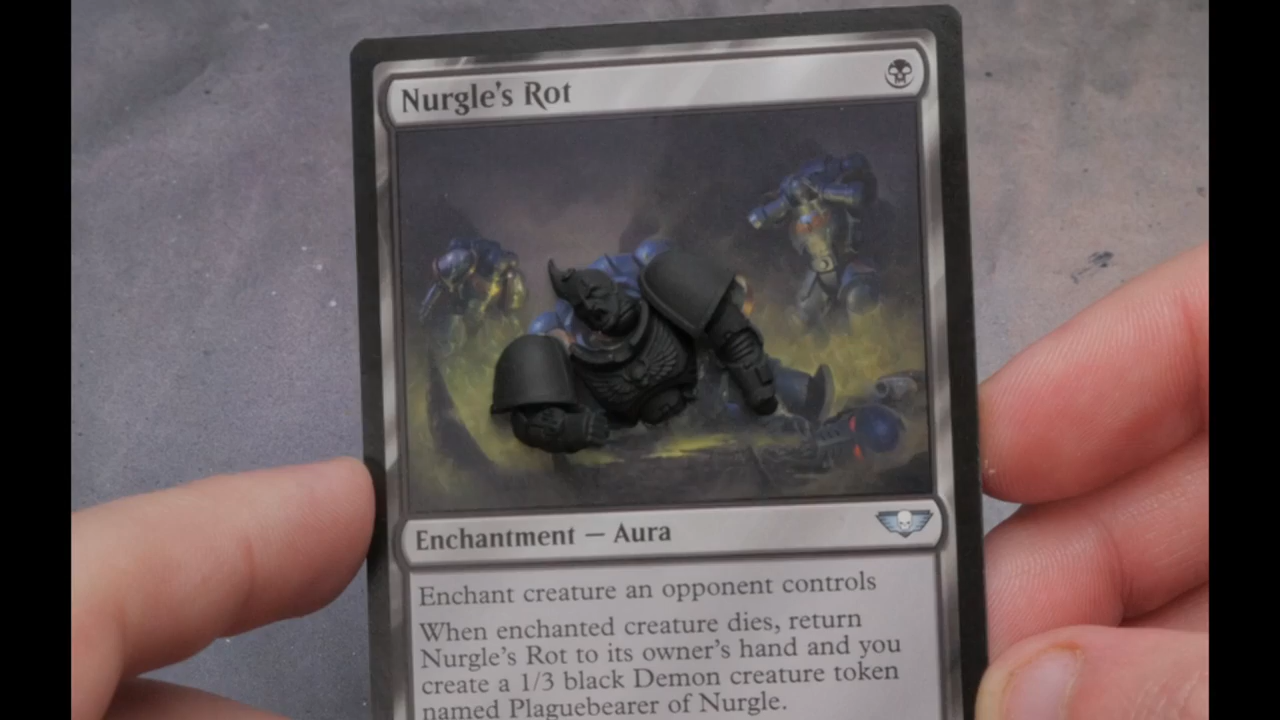 Nurgle's Rot
Enchantment — Aura
Enchant creature an opponent controls
When enchanted creature dies, return
Nurgle's Rot to its owner's hand and you
create a 1/3 black Demon creature token
named Plaguebearer of Nurgle.